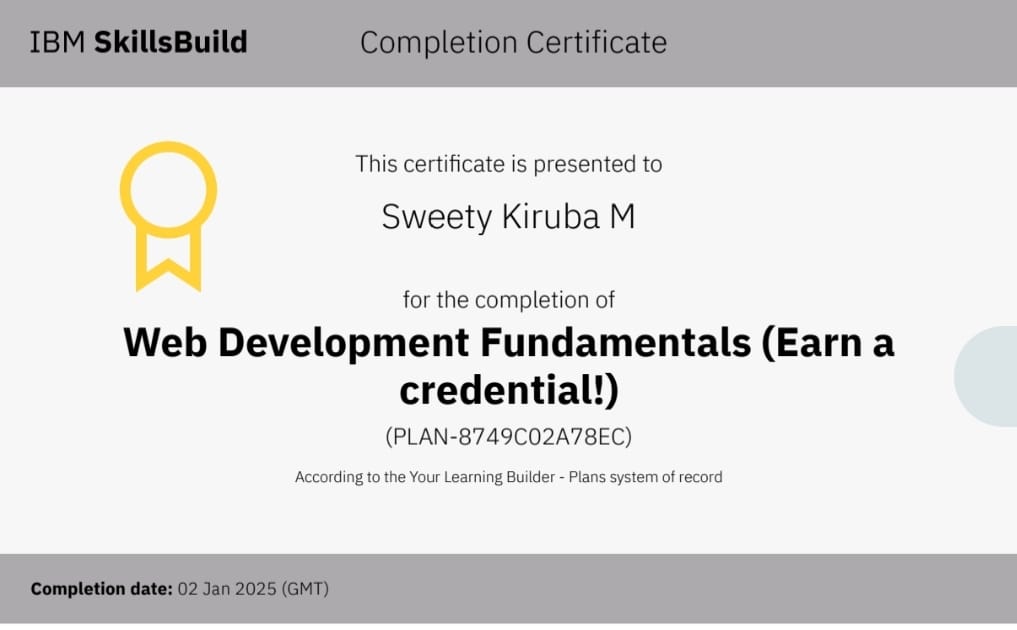 IBM SkillsBuild
Completion Certificate
This certificate is presented to
Sweety Kiruba M
for the completion of
Web Development Fundamentals (Earn a
credential!)
(PLAN-8749C02A78EC)
According to the Your Learning Builder - Plans system of record
Completion date: 02 Jan 2025 (GMT)